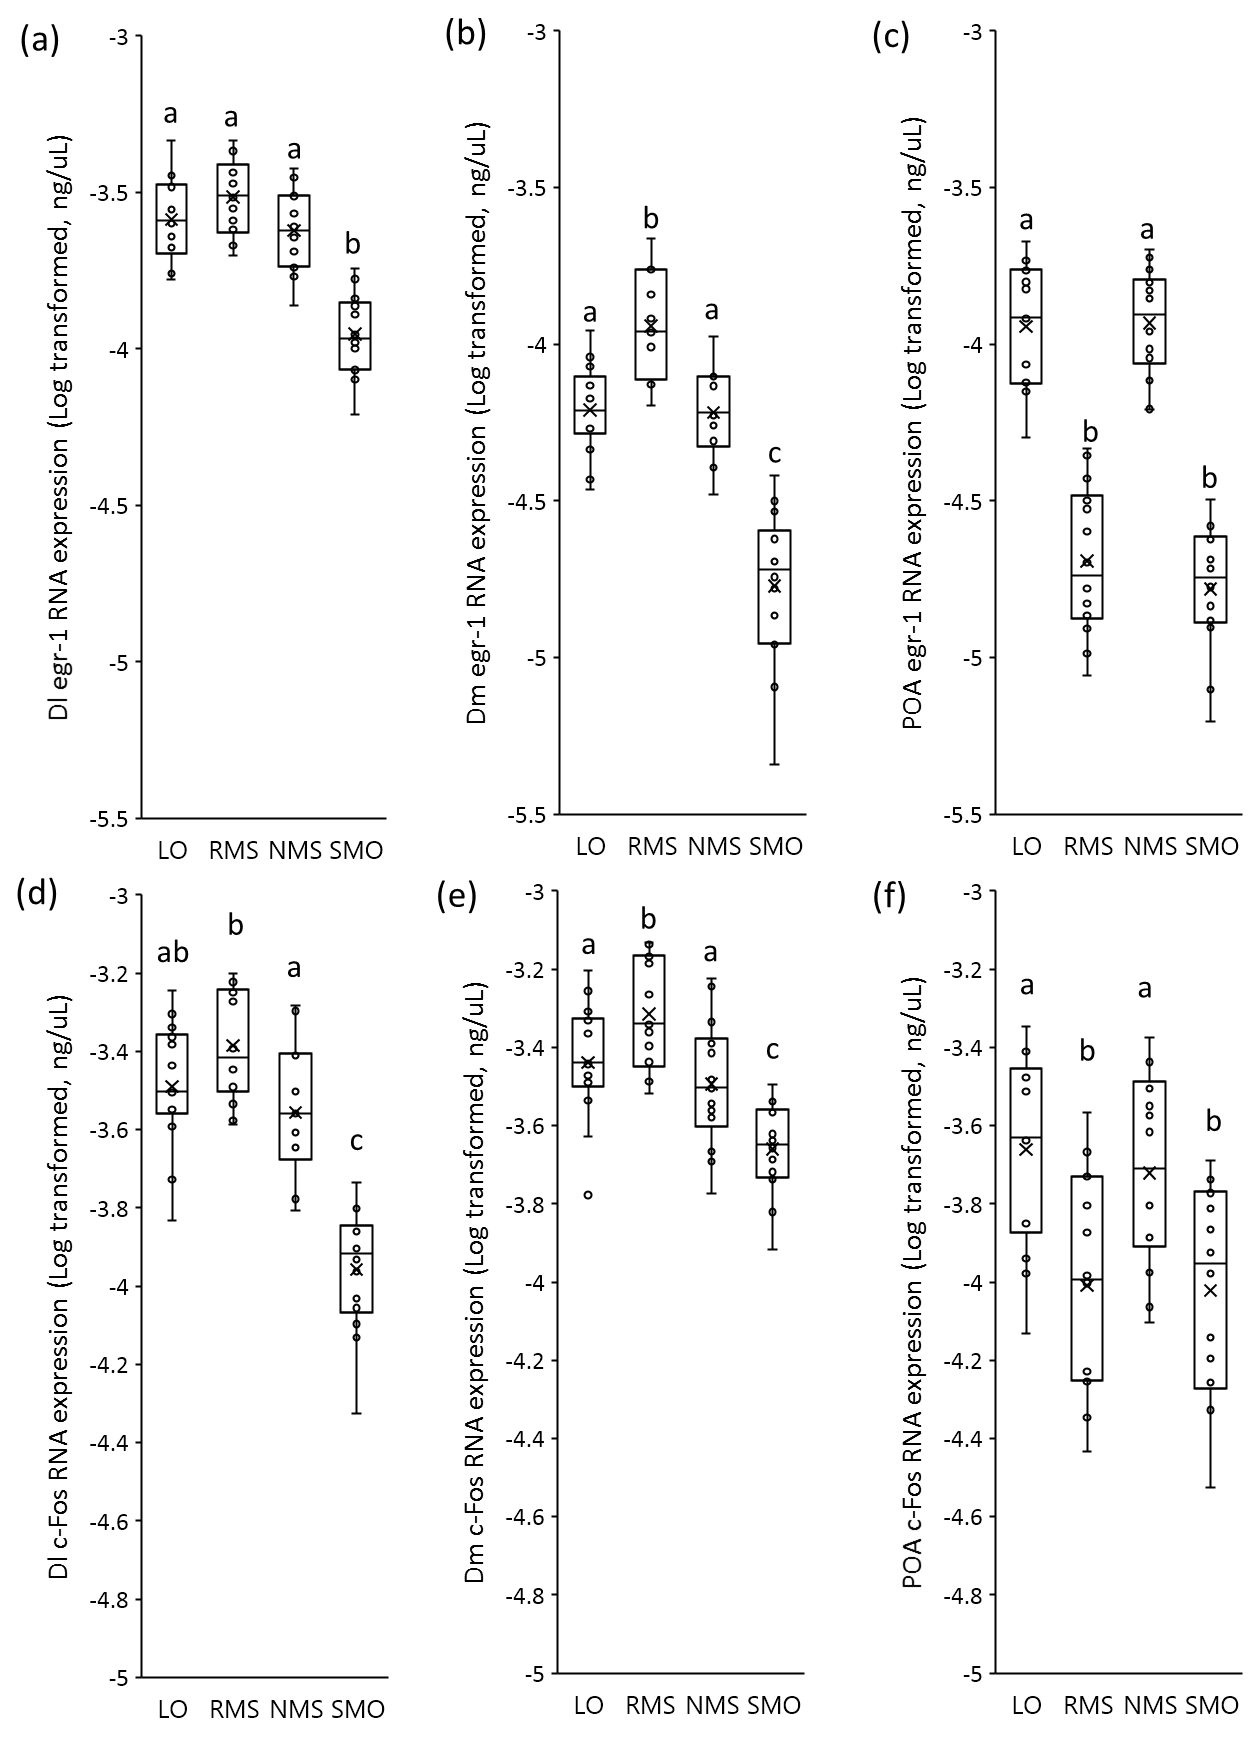 (a)
Dl egr-1 RNA expression (Log transformed, ng/uL)
-3
-3.5
-4
-4.5
-5
-5.5
a
a
a
b
LO RMS NMS SMO
(b)
Dm egr-1 RNA expression (Log transformed, ng/uL)
-3
-3.5
-4
-4.5
-5
-5.5
a
b
a
c
LO RMS NMS SMO
(c)
POA egr-1 RNA expression (Log transformed, ng/uL)
-3
-3.5
-4
-4.5
-5
-5.5
a
b
a
b
LO RMS NMS SMO
(d)
Dl c-Fos RNA expression (Log transformed, ng/uL)
-3
-3.2
-3.4
-3.6
-3.8
-4
-4.2
-4.4
-4.6
-4.8
-5
ab
b
a
c
LO RMS NMS SMO
(e)
Dm c-Fos RNA expression (Log transformed, ng/uL)
-3
-3.2
-3.4
-3.6
-3.8
-4
-4.2
-4.4
-4.6
-4.8
-5
a
b
a
c
LO RMS NMS SMO
(f)
POA c-Fos RNA expression (Log transformed, ng/uL)
-3
-3.2
-3.4
-3.6
-3.8
-4
-4.2
-4.4
-4.6
-4.8
-5
a
b
a
b
LO RMS NMS SMO